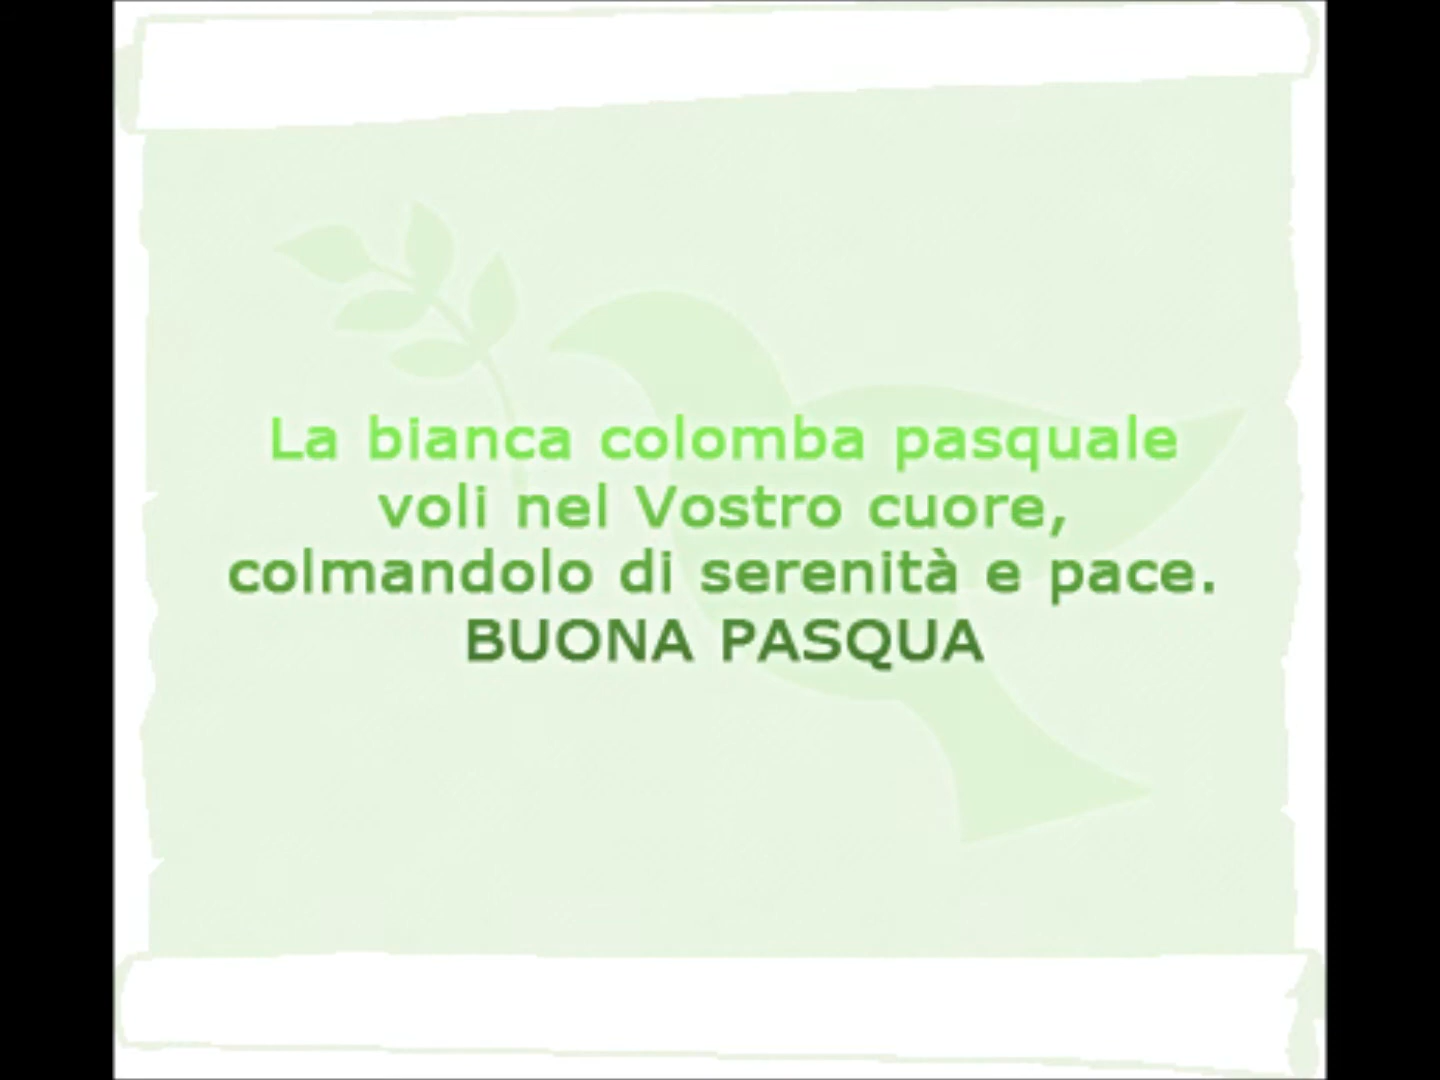 La bianca colomba pasquale
voli nel Vostro cuore,
colmandolo di serenità e pace.
BUONA PASQUA